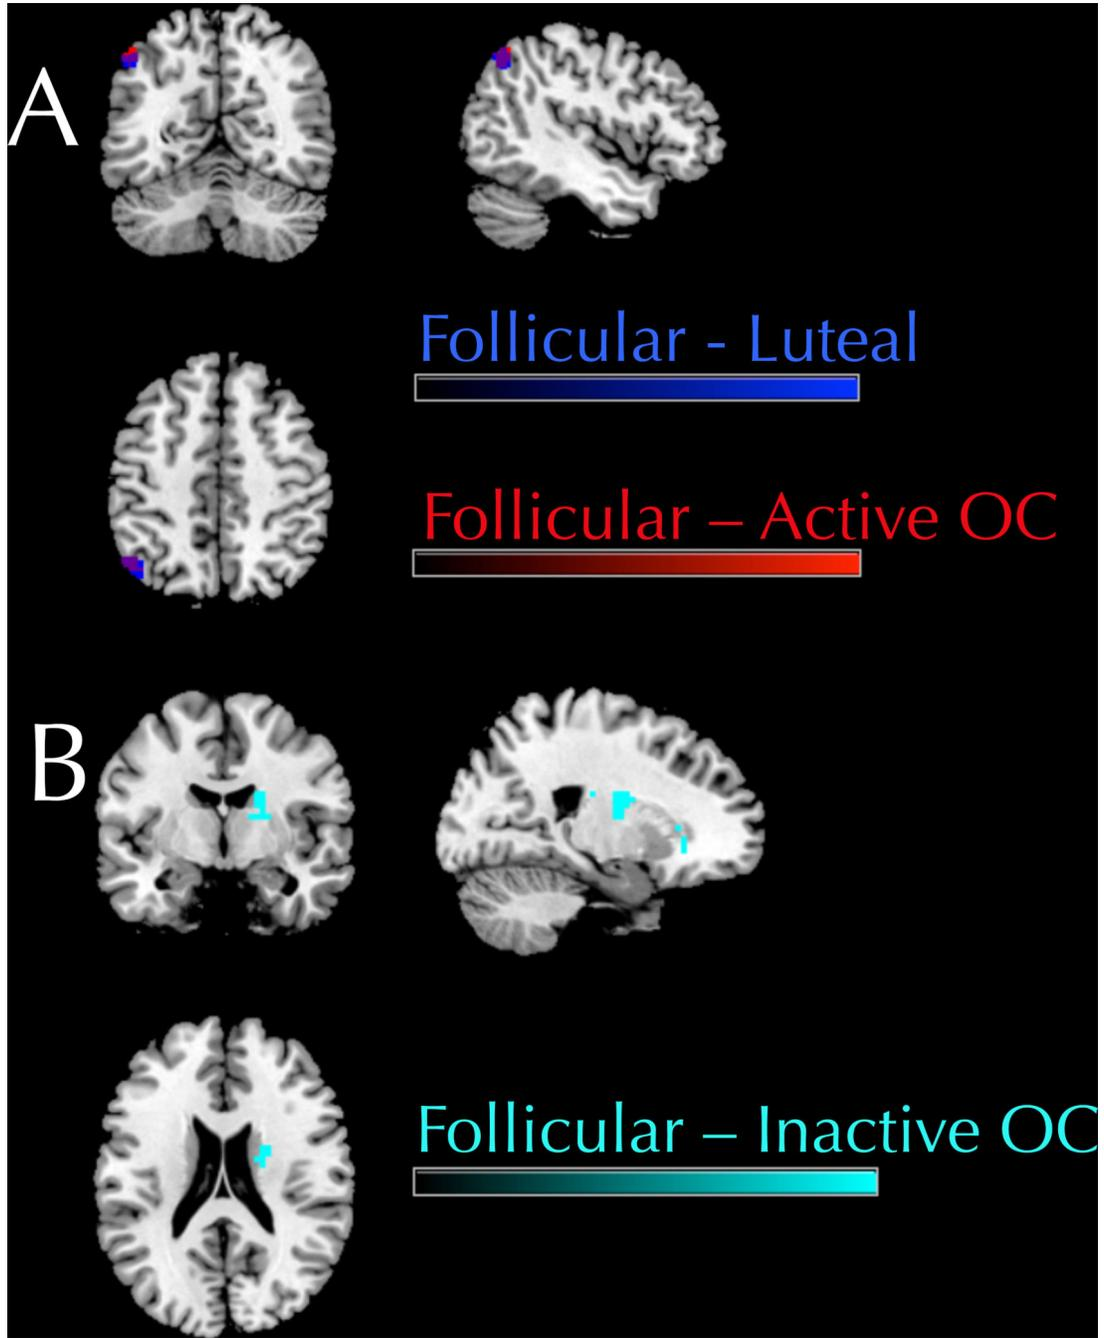 A
Follicular - Luteal
Follicular – Active OC
B
Follicular – Inactive OC